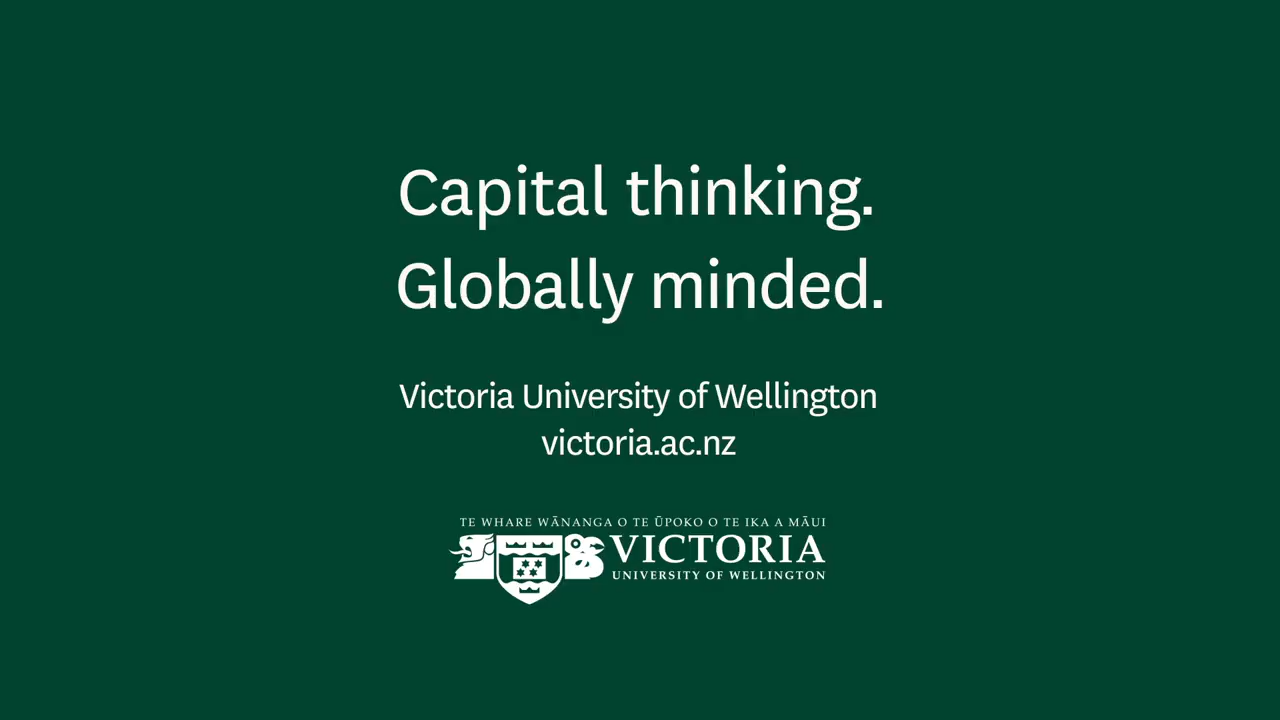 Capital thinking.
Globally minded.
Victoria University of Wellington
victoria.ac.nz
TE WHARE WĀNANGA O TE ŪPOKO O TE IKA A MĀUI
VICTORIA
UNIVERSITY OF WELLINGTON